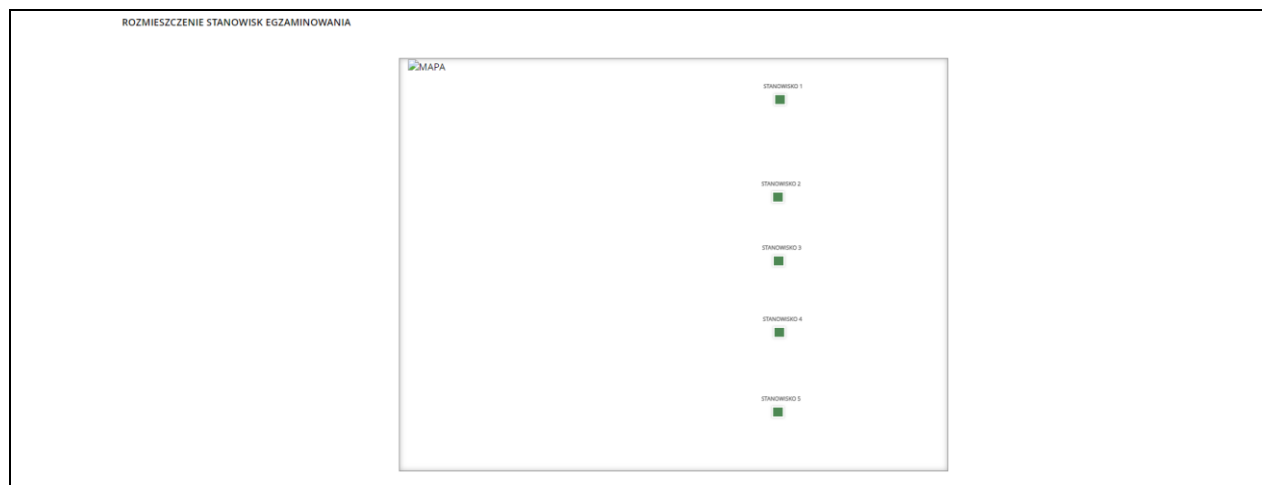 ROZMIESZCZENIE STANOWISK EGZAMINOWANIA
MAPA
STANOWISKO 1
STANOWISKO 2
STANOWISKO 3
STANOWISKO 4
STANOWISKO 5